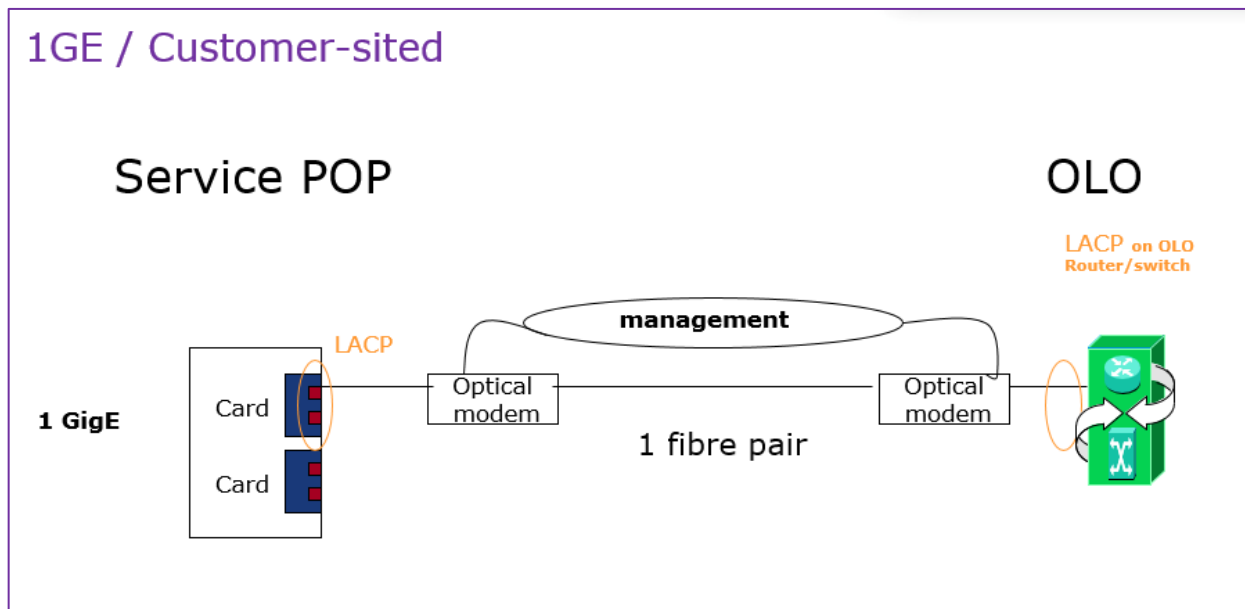 1GE / Customer-sited
Service POP
OLO
LACP on OLO
Router/switch
management
LACP
Optical
modem
Optical
modem
Card
1 GigE
1 fibre pair
Card